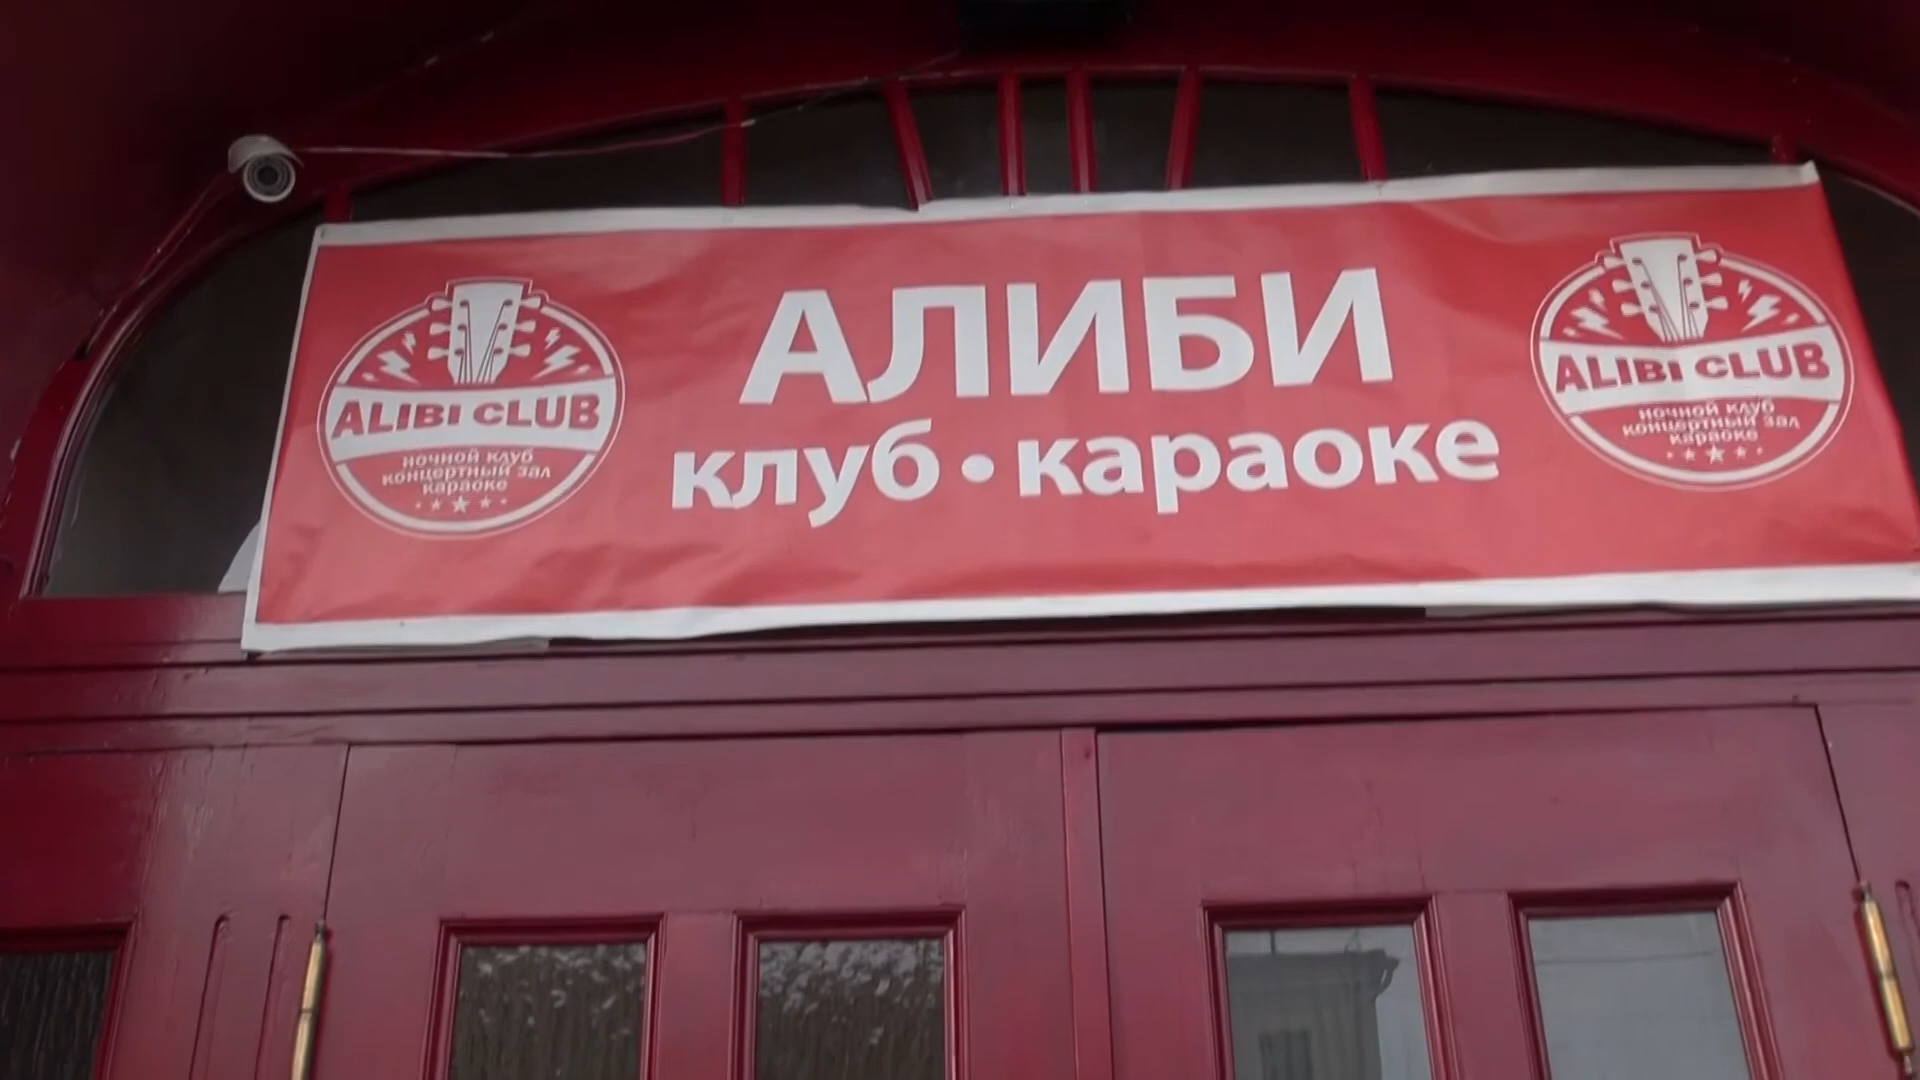 АЛИБИ
клуб • караоке
ALIBI CLUB
ночной клуб
концертный зал
караоке
ALIBI CLUB
ночной клуб
концертный зал
караоке